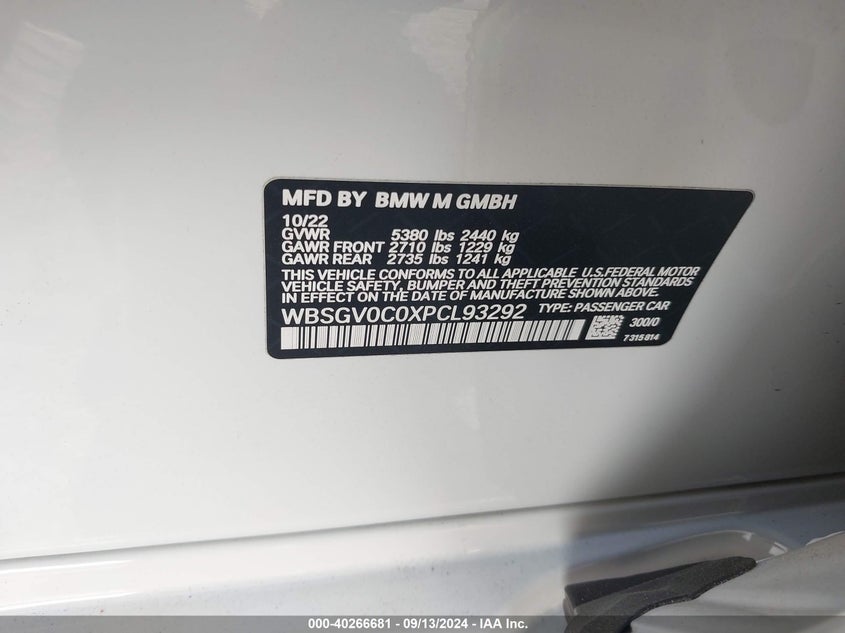 MFD BY BMW M GMBH
10/22
GVWR 5380 lbs 2440 kg
GAWR FRONT 2710 lbs 1229 kg
GAWR REAR 2735 lbs 1241 kg
THIS VEHICLE CONFORMS TO ALL APPLICABLE U.S.FEDERAL MOTOR
VEHICLE SAFETY, BUMPER AND THEFT PREVENTION STANDARDS
IN EFFECT ON THE DATE OF MANUFACTURE SHOWN ABOVE.
WBSGV0C0XPCL93292 TYPE: PASSENGER CAR
300/0
7 315 814
000-40266681 - 09/13/2024 - IAA Inc.